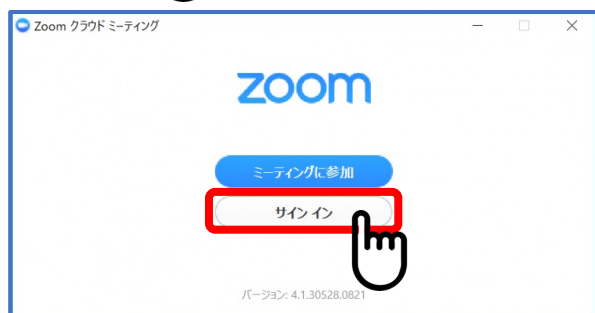 Zoom クラウド ミーティング
zoom
ミーティングに参加
サイン イン
バージョン: 4.1.30528.0821